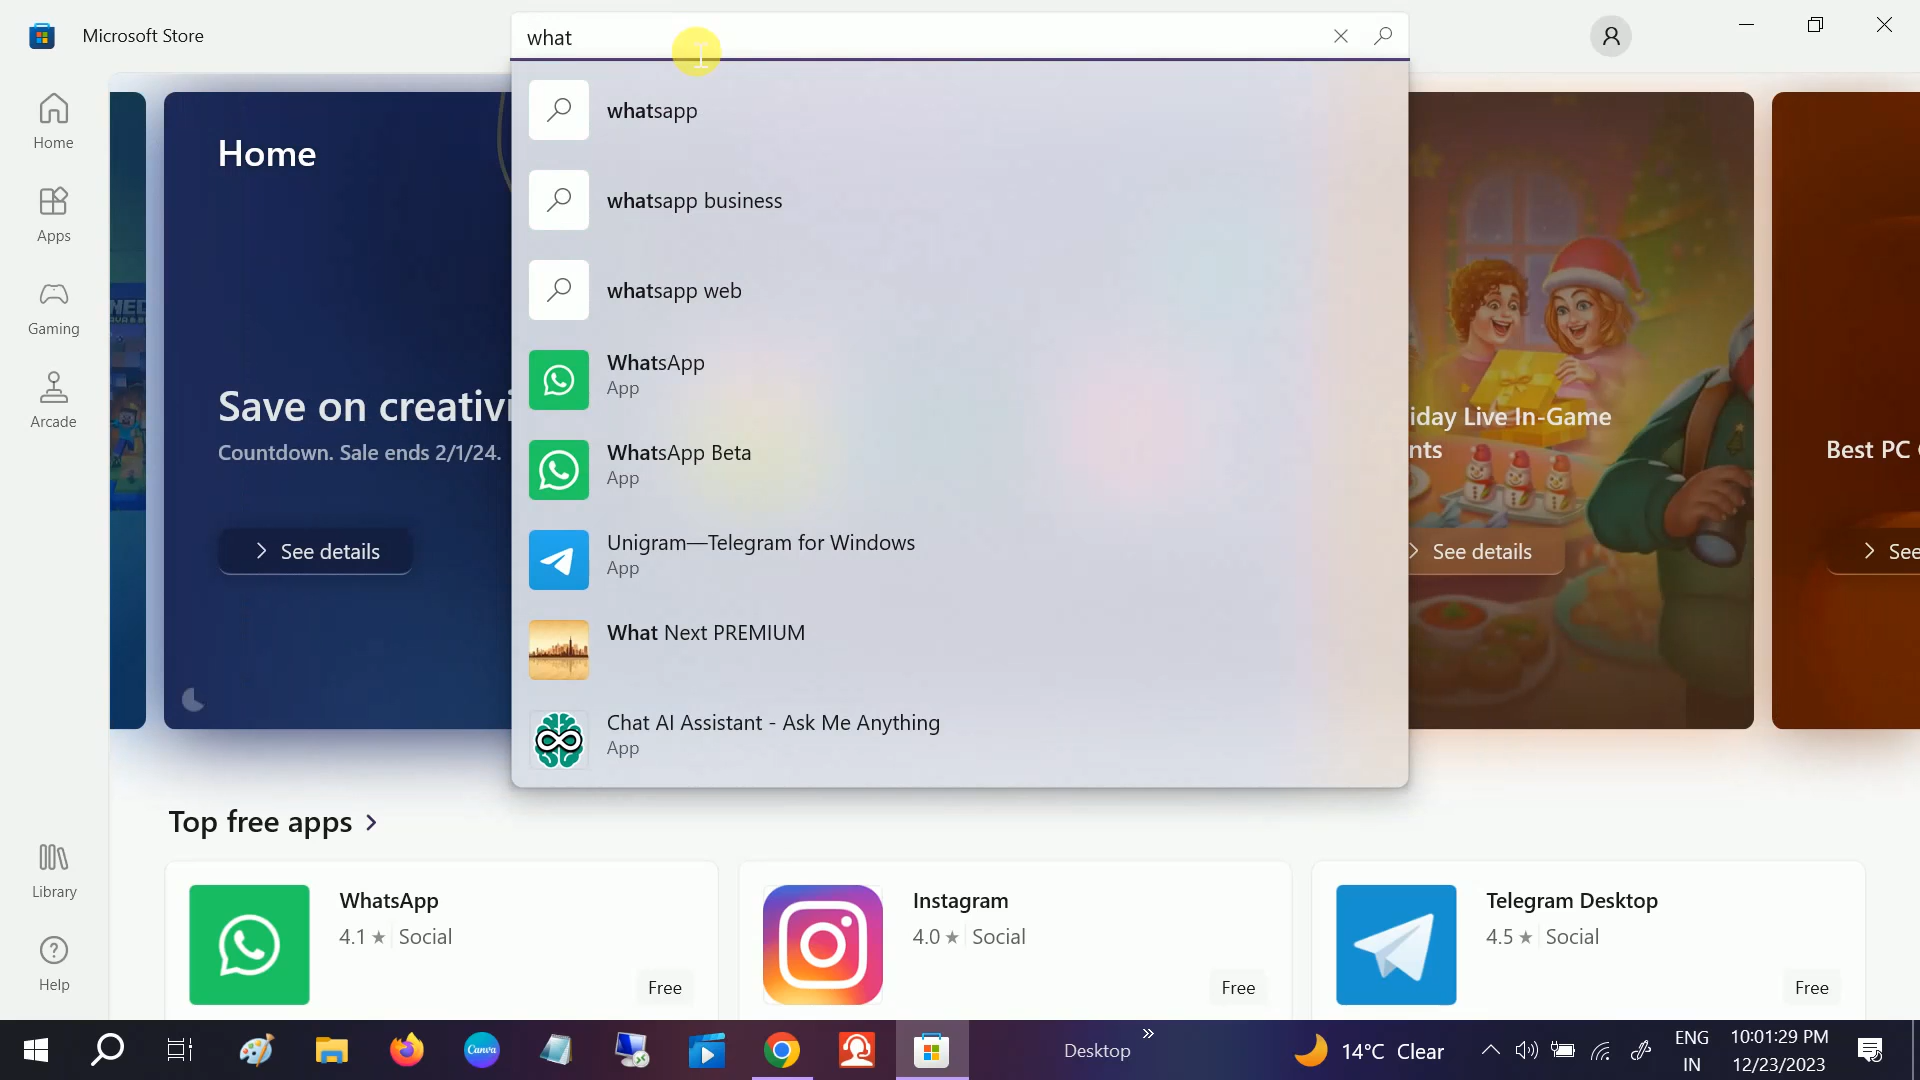 Microsoft Store
what
Home
Apps
Gaming
Arcade
Library
Help
Home
Save on creativi
Countdown. Sale ends 2/1/24.
See details
whatsapp
whatsapp business
whatsapp web
WhatsApp
App
WhatsApp Beta
App
Unigram—Telegram for Windows
App
What Next PREMIUM
Chat AI Assistant - Ask Me Anything
App
iday Live In-Game
nts
See details
Best PC
See
Top free apps
WhatsApp
4.1 ★ Social
Free
Instagram
4.0 ★ Social
Free
Telegram Desktop
4.5 ★ Social
Free
Canva
Desktop
14°C Clear
ENG
IN
10:01:29 PM
12/23/2023